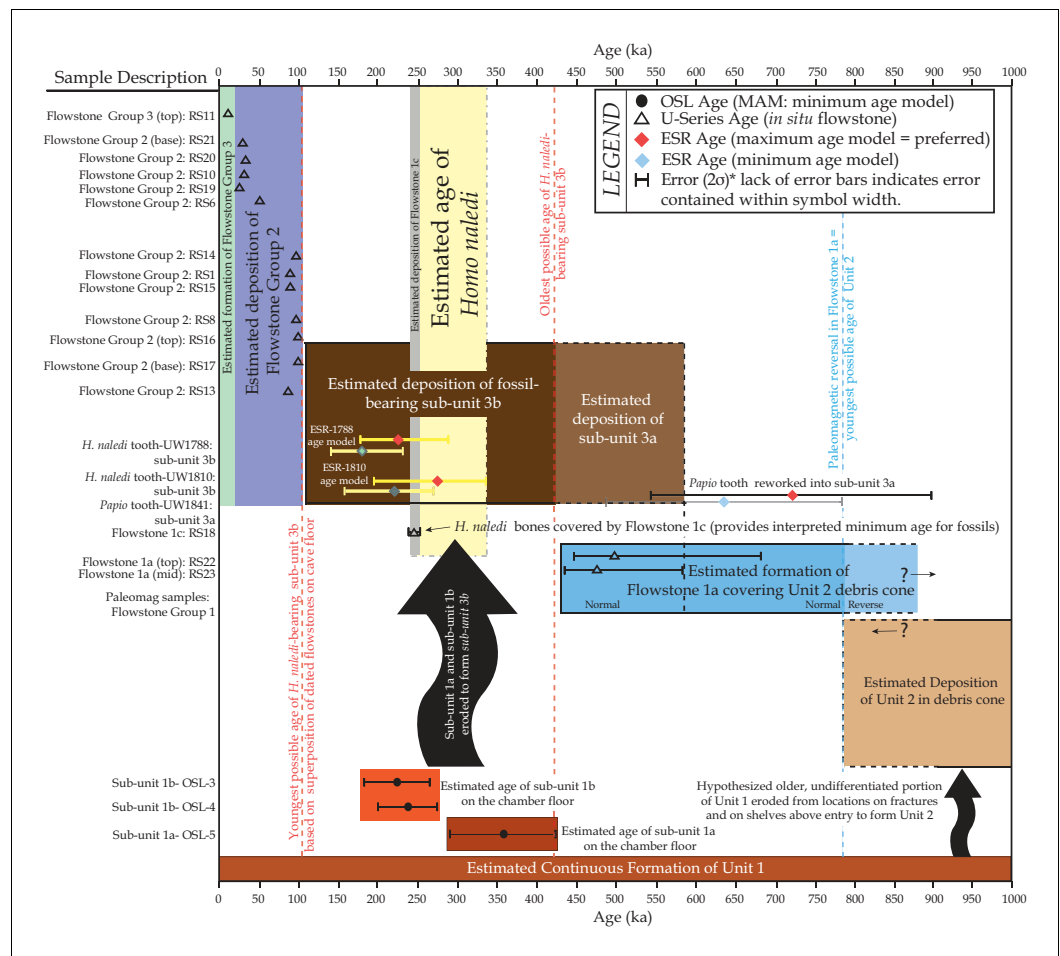 Age (ka)
0 50 100 150 200 250 300 350 400 450 500 550 600 650 700 750 800 850 900 950 1000
Sample Description
Flowstone Group 3 (top): RS11
Flowstone Group 2 (base): RS21
Flowstone Group 2: RS20
Flowstone Group 2: RS10
Flowstone Group 2: RS19
Flowstone Group 2: RS6
Flowstone Group 2: RS14
Flowstone Group 2: RS1
Flowstone Group 2: RS15
Flowstone Group 2: RS8
Flowstone Group 2 (top): RS16
Flowstone Group 2 (base): RS17
Flowstone Group 2: RS13
H. naledi tooth-UW1788:
sub-unit 3b
H. naledi tooth-UW1810:
sub-unit 3b
Papio tooth-UW1841:
sub-unit 3a
Flowstone 1c: RS18
Flowstone 1a (top): RS22
Flowstone 1a (mid): RS23
Paleomag samples:
Flowstone Group 1
Sub-unit 1b- OSL-3
Sub-unit 1b- OSL-4
Sub-unit 1a- OSL-5
Estimated formation of Flowstone Group 3
Estimated deposition of
Flowstone Group 2
Estimated deposition of Flowstone 1c
Estimated age of
Homo naledi
Oldest possible age of H. naledi-
bearing sub-unit 3b
LEGEND
OSL Age (MAM: minimum age model)
U-Series Age (in situ flowstone)
ESR Age (maximum age model = preferred)
ESR Age (minimum age model)
Error (2σ)* lack of error bars indicates error
contained within symbol width.
Paleomagnetic reversal in Flowstone 1a =
youngest possible age of Unit 2
Estimated deposition of fossil-
bearing sub-unit 3b
Estimated
deposition of
sub-unit 3a
ESR-1788
age model
ESR-1810
age model
Papio tooth reworked into sub-unit 3a
H. naledi bones covered by Flowstone 1c (provides interpreted minimum age for fossils)
Estimated formation of
Flowstone 1a covering Unit 2 debris cone
?
Normal
Normal
Reverse
?
Estimated Deposition
of Unit 2 in debris cone
Youngest possible age of H. naledi-bearing sub-unit 3b
based on superposition of dated flowstones on cave floor
Sub-unit 1a and sub-unit 1b
eroded to form sub-unit 3b
Estimated age of sub-unit 1b
on the chamber floor
Estimated age of sub-unit 1a
on the chamber floor
Hypothesized older, undifferentiated portion
of Unit 1 eroded from locations on fractures
and on shelves above entry to form Unit 2
Estimated Continuous Formation of Unit 1
0 50 100 150 200 250 300 350 400 450 500 550 600 650 700 750 800 850 900 950 1000
Age (ka)